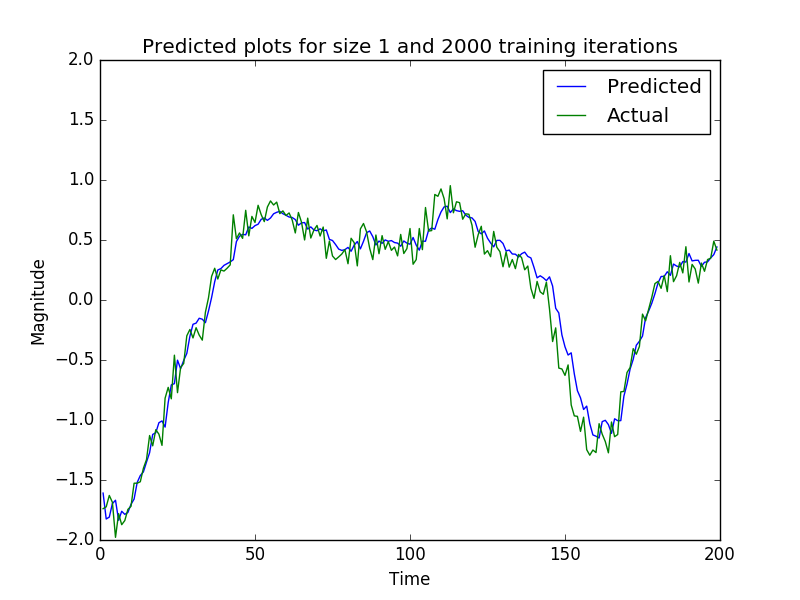 Predicted plots for size 1 and 2000 training iterations
Predicted
Actual
2.0
1.5
1.0
0.5
0.0
−0.5
−1.0
−1.5
−2.0
Magnitude
0 50 100 150 200
Time